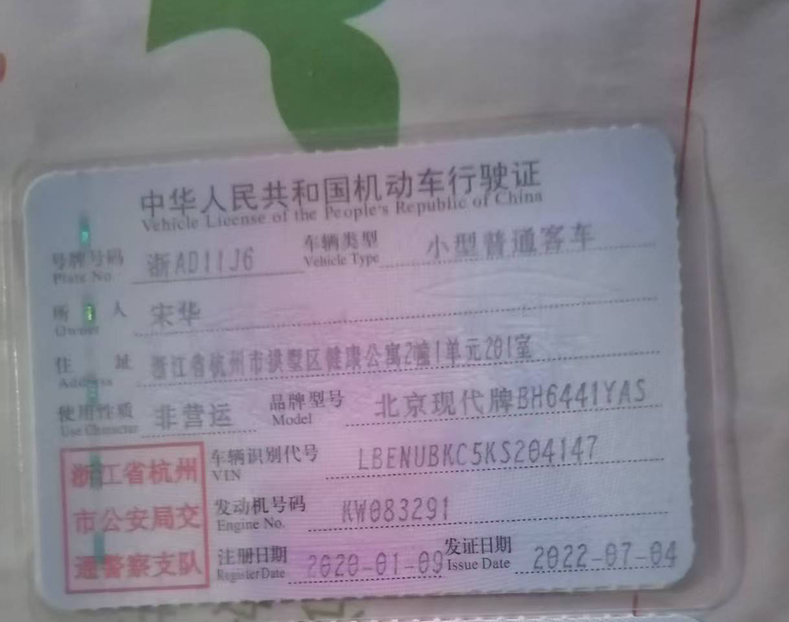 中华人民共和国机动车行驶证
Vehicle License of the People's Republic of China
号牌号码 浙AD11J6 车辆类型 小型普通客车
Plate No. Vehicle Type
所有人 宋华
Owner
住址 浙江省杭州市拱墅区健康公寓2幢1单元201室
Address
使用性质 非营运 品牌型号 北京现代牌BH6441YAS
Use Character Model
浙江省杭州 车辆识别代号 LBENUBKC5KS204147
VIN
市公安局交 发动机号码 KW083291
Engine No.
通警察支队 注册日期 2020-01-09 发证日期 2022-07-04
Register Date Issue Date